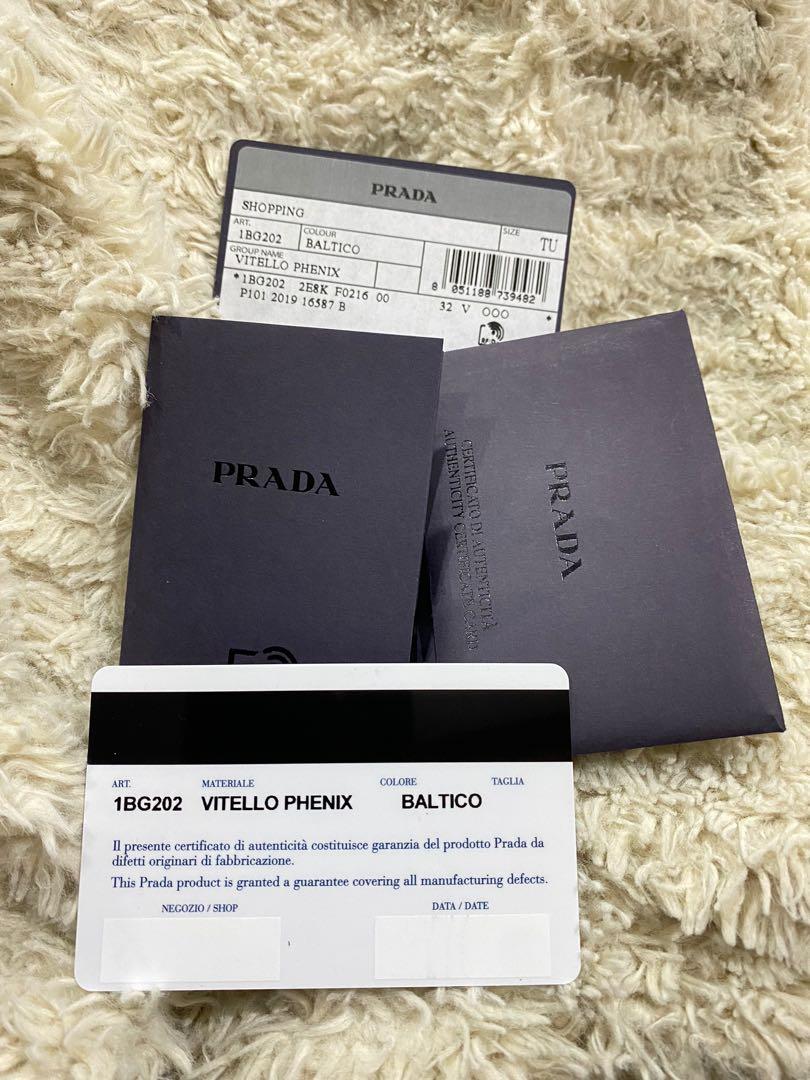 PRADA
SHOPPING
ART. COLOUR SIZE
1BG202 BALTICO TU
GROUP NAME
VITELLO PHENIX
*1BG202 2E8K F0216 00
P101 2019 16587 B 32 V OOO *
8 051188 739482
PRADA
PRADA
CERTIFICATO DI AUTENTICITÀ
AUTHENTICITY CERTIFICATE CARD
ART. MATERIALE COLORE TAGLIA
1BG202 VITELLO PHENIX BALTICO
Il presente certificato di autenticità costituisce garanzia del prodotto Prada da
difetti originari di fabbricazione.
This Prada product is granted a guarantee covering all manufacturing defects.
NEGOZIO / SHOP DATA / DATE